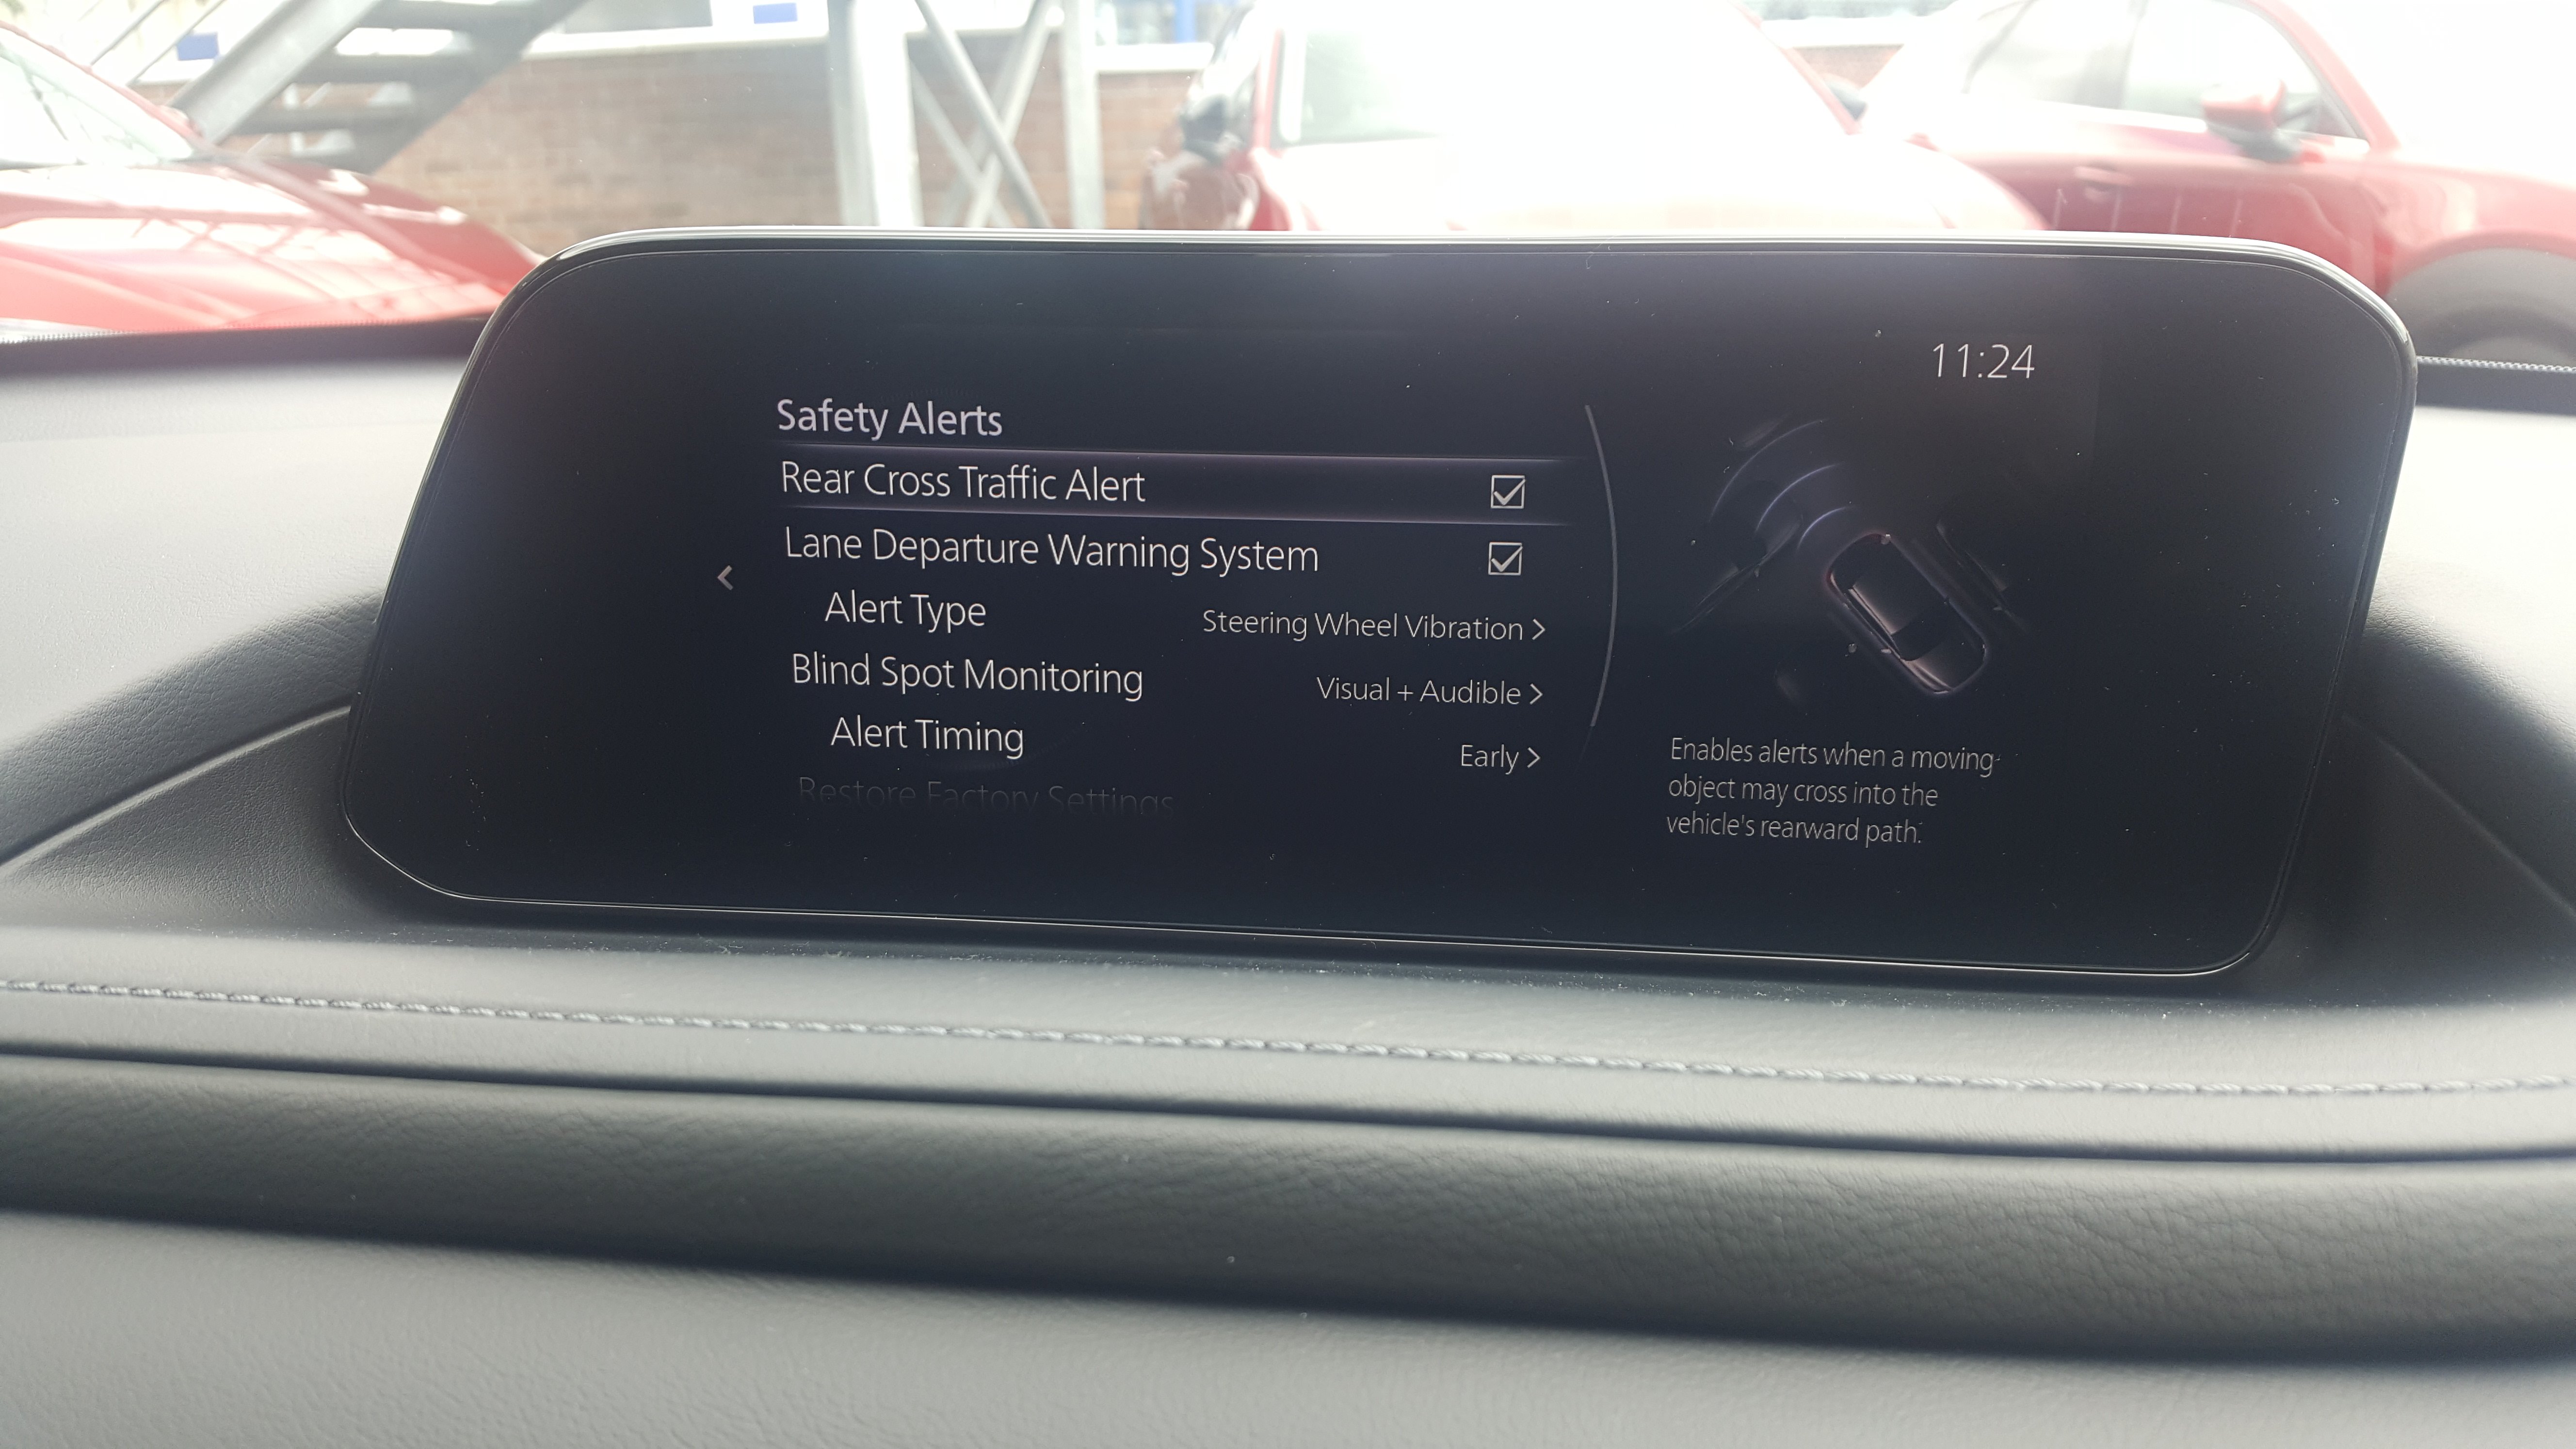 11:24
Safety Alerts
Rear Cross Traffic Alert
Lane Departure Warning System
Alert Type Steering Wheel Vibration >
Blind Spot Monitoring Visual + Audible >
Alert Timing Early >
Restore Factory Settings
Enables alerts when a moving
object may cross into the
vehicle's rearward path.